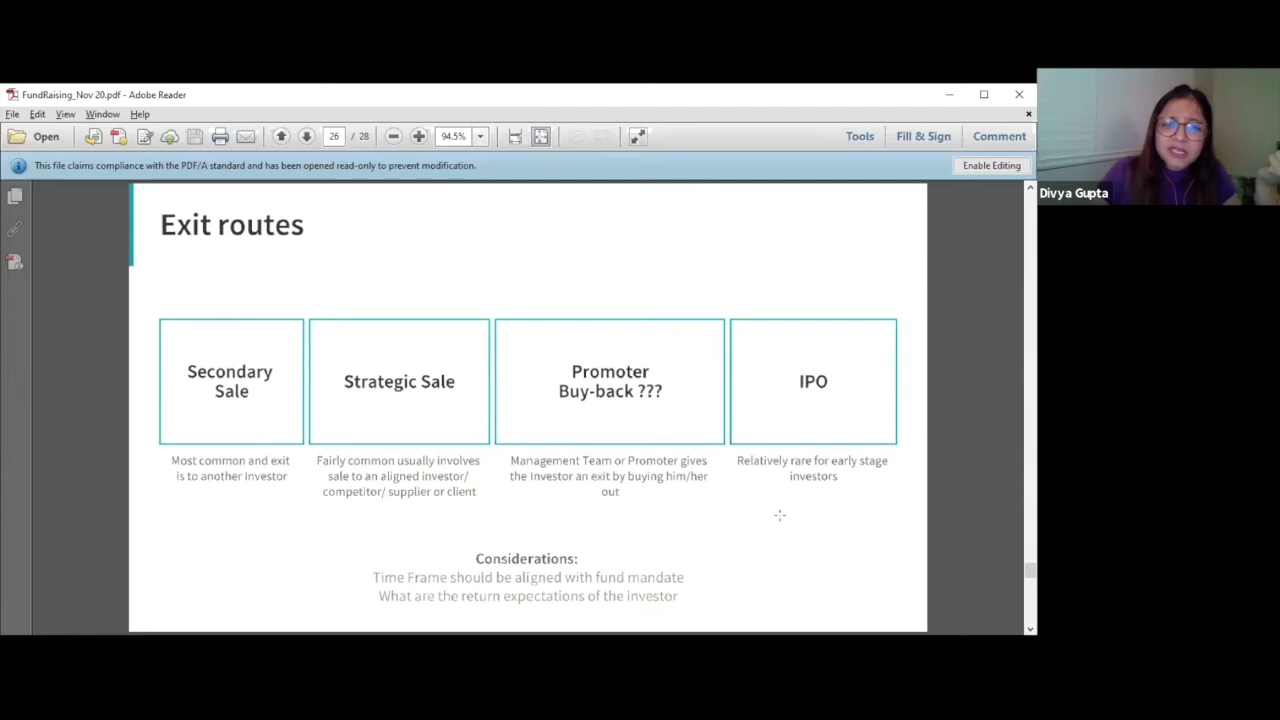 FundRaising_Nov 20.pdf - Adobe Reader
File Edit View Window Help
Open 26 / 28 94.5% Tools Fill & Sign Comment
This file claims compliance with the PDF/A standard and has been opened read-only to prevent modification. Enable Editing
Divya Gupta
Exit routes
Secondary
Sale
Strategic Sale
Promoter
Buy-back ???
IPO
Most common and exit
is to another Investor
Fairly common usually involves
sale to an aligned investor/
competitor/ supplier or client
Management Team or Promoter gives
the Investor an exit by buying him/her
out
Relatively rare for early stage
investors
Considerations:
Time Frame should be aligned with fund mandate
What are the return expectations of the investor